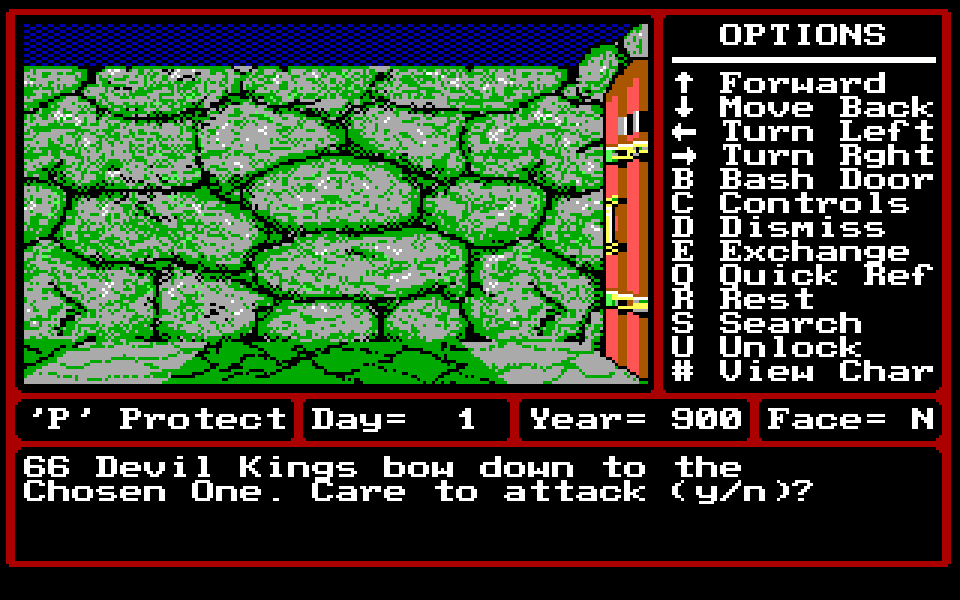 OPTIONS
↑ Forward
↓ Move Back
← Turn Left
→ Turn Rght
B Bash Door
C Controls
D Dismiss
E Exchange
Q Quick Ref
R Rest
S Search
U Unlock
# View Char
'P' Protect Day= 1 Year= 900 Face= N
66 Devil Kings bow down to the
Chosen One. Care to attack (y/n)?